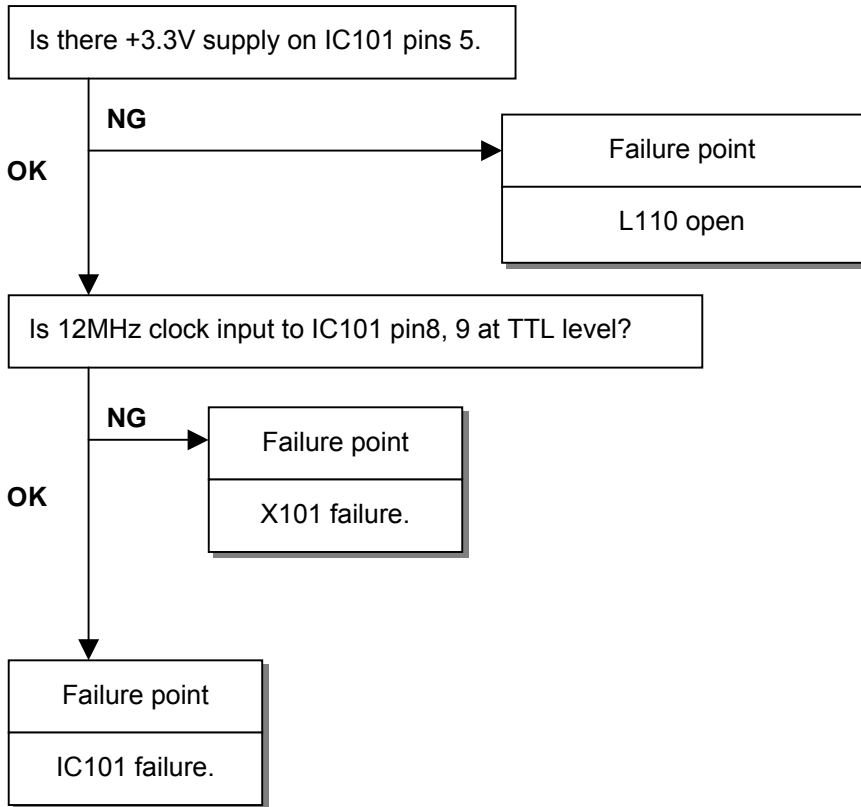 Is there +3.3V supply on IC101 pins 5.
NG
OK
Failure point
L110 open
Is 12MHz clock input to IC101 pin8, 9 at TTL level?
NG
OK
Failure point
X101 failure.
Failure point
IC101 failure.